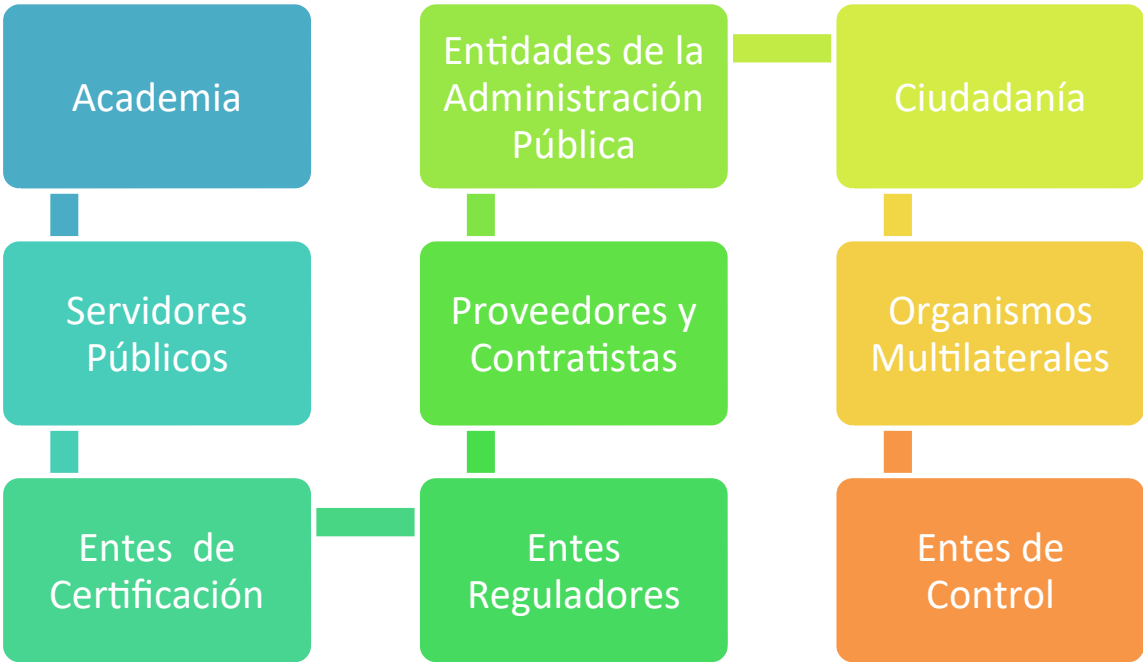 Academia
Servidores
Públicos
Entes de
Certificación
Entes
Reguladores
Proveedores y
Contratistas
Entidades de la
Administración
Pública
Ciudadanía
Organismos
Multilaterales
Entes de
Control